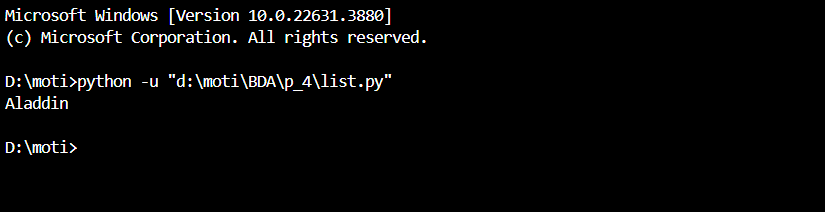 Microsoft Windows [Version 10.0.22631.3880]
(c) Microsoft Corporation. All rights reserved.
D:\moti>python -u "d:\moti\BDA\p_4\list.py"
Aladdin
D:\moti>